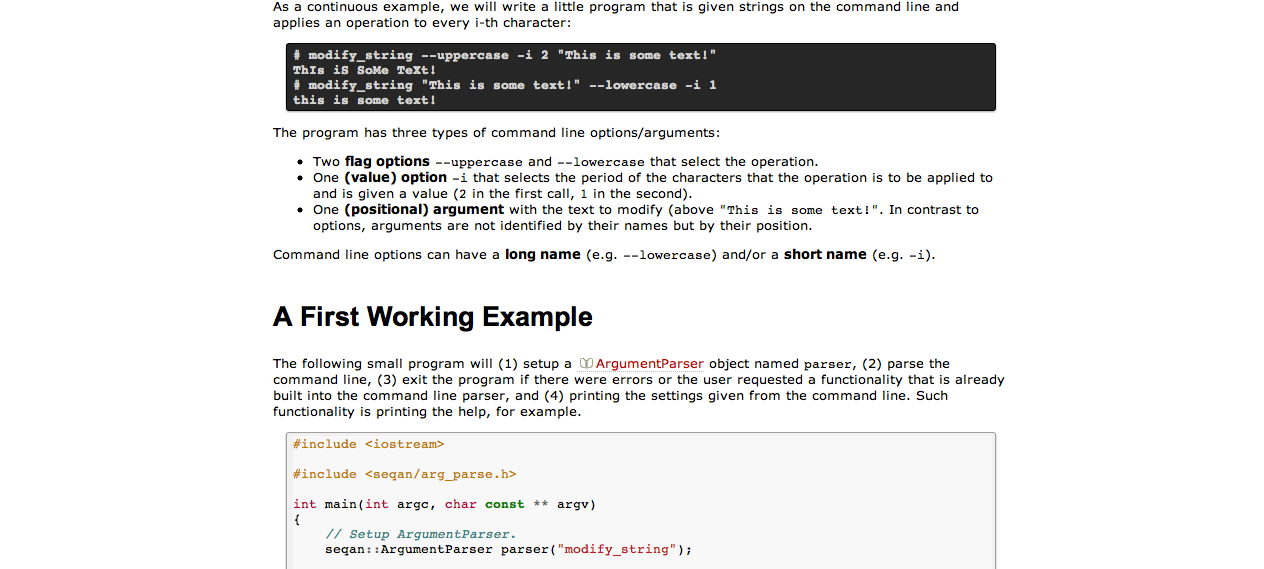 As a continuous example, we will write a little program that is given strings on the command line and
applies an operation to every i-th character:
# modify_string --uppercase -i 2 "This is some text!"
ThIs iS SoMe TeXt!
# modify_string "This is some text!" --lowercase -i 1
this is some text!
The program has three types of command line options/arguments:
• Two flag options --uppercase and --lowercase that select the operation.
• One (value) option -i that selects the period of the characters that the operation is to be applied to
and is given a value (2 in the first call, 1 in the second).
• One (positional) argument with the text to modify (above "This is some text!". In contrast to
options, arguments are not identified by their names but by their position.
Command line options can have a long name (e.g. --lowercase) and/or a short name (e.g. -i).
A First Working Example
The following small program will (1) setup a ArgumentParser object named parser, (2) parse the
command line, (3) exit the program if there were errors or the user requested a functionality that is already
built into the command line parser, and (4) printing the settings given from the command line. Such
functionality is printing the help, for example.
#include <iostream>
#include <seqan/arg_parse.h>
int main(int argc, char const ** argv)
{
// Setup ArgumentParser.
seqan::ArgumentParser parser("modify_string");